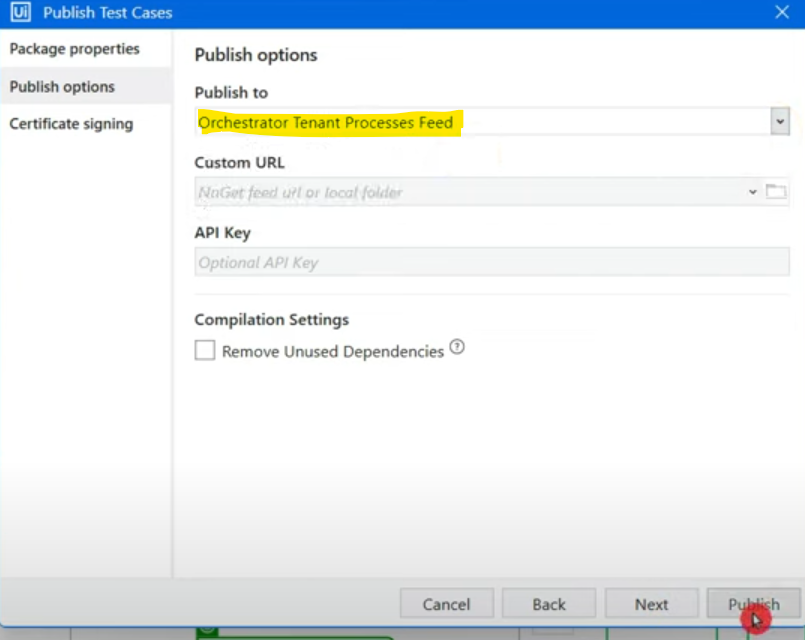 Ui Publish Test Cases
Package properties
Publish options
Certificate signing
Publish options
Publish to
Orchestrator Tenant Processes Feed
Custom URL
NuGet feed url or local folder
API Key
Optional API Key
Compilation Settings
Remove Unused Dependencies ?
Cancel
Back
Next
Publish